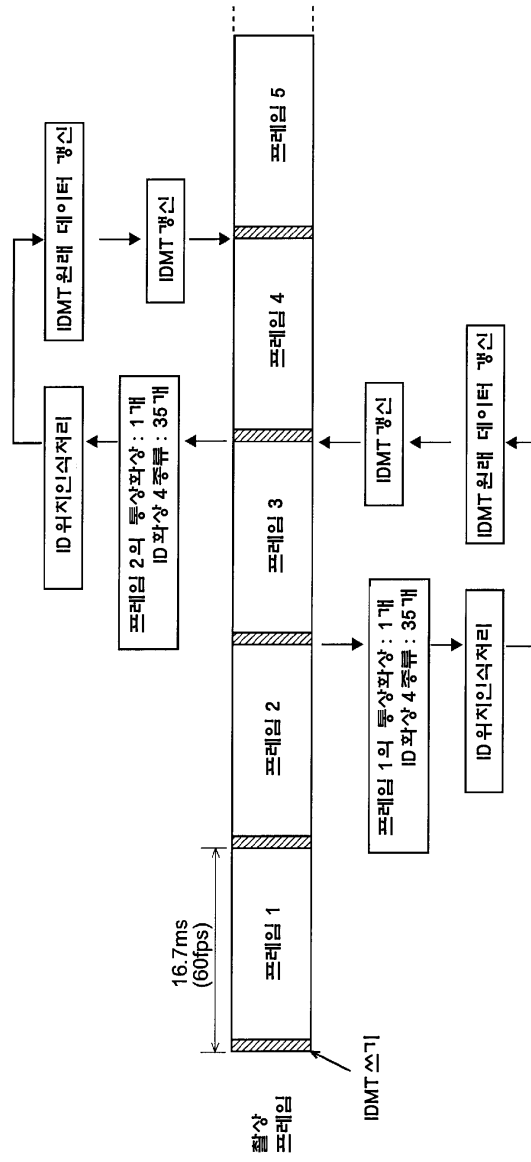 IDMT 원래 데이터 갱신
IDMT 갱신
ID 위치인식처리
프레임 2의 통상화상 : 1개
ID 화상 4종류 : 35개
촬상
프레임
16.7ms
(60fps)
프레임 1
프레임 2
프레임 3
프레임 4
프레임 5
IDMT 쓰기
프레임 1의 통상화상 : 1개
ID 화상 4종류 : 35개
ID 위치인식처리
IDMT 갱신
IDMT 원래 데이터 갱신